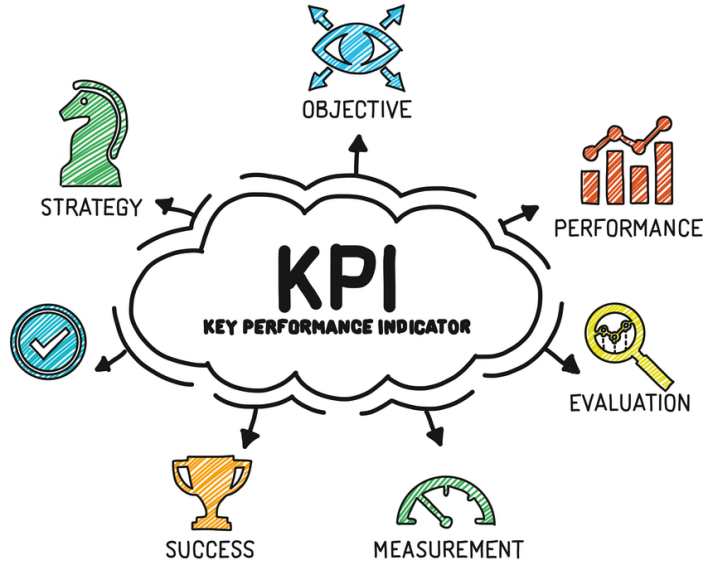 OBJECTIVE
STRATEGY
PERFORMANCE
KPI
KEY PERFORMANCE INDICATOR
EVALUATION
SUCCESS
MEASUREMENT